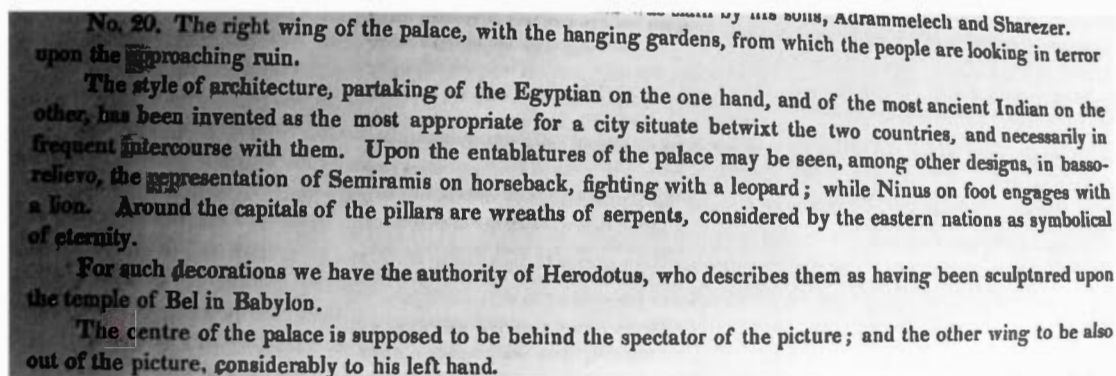 by his sons, Adrammelech and Sharezer.
No. 20. The right wing of the palace, with the hanging gardens, from which the people are looking in terror
upon the approaching ruin.
The style of architecture, partaking of the Egyptian on the one hand, and of the most ancient Indian on the
other, has been invented as the most appropriate for a city situate betwixt the two countries, and necessarily in
frequent intercourse with them. Upon the entablatures of the palace may be seen, among other designs, in basso-
relievo, the representation of Semiramis on horseback, fighting with a leopard; while Ninus on foot engages with
a lion. Around the capitals of the pillars are wreaths of serpents, considered by the eastern nations as symbolical
of eternity.
For such decorations we have the authority of Herodotus, who describes them as having been sculptnred upon
the temple of Bel in Babylon.
The centre of the palace is supposed to be behind the spectator of the picture; and the other wing to be also
out of the picture, considerably to his left hand.